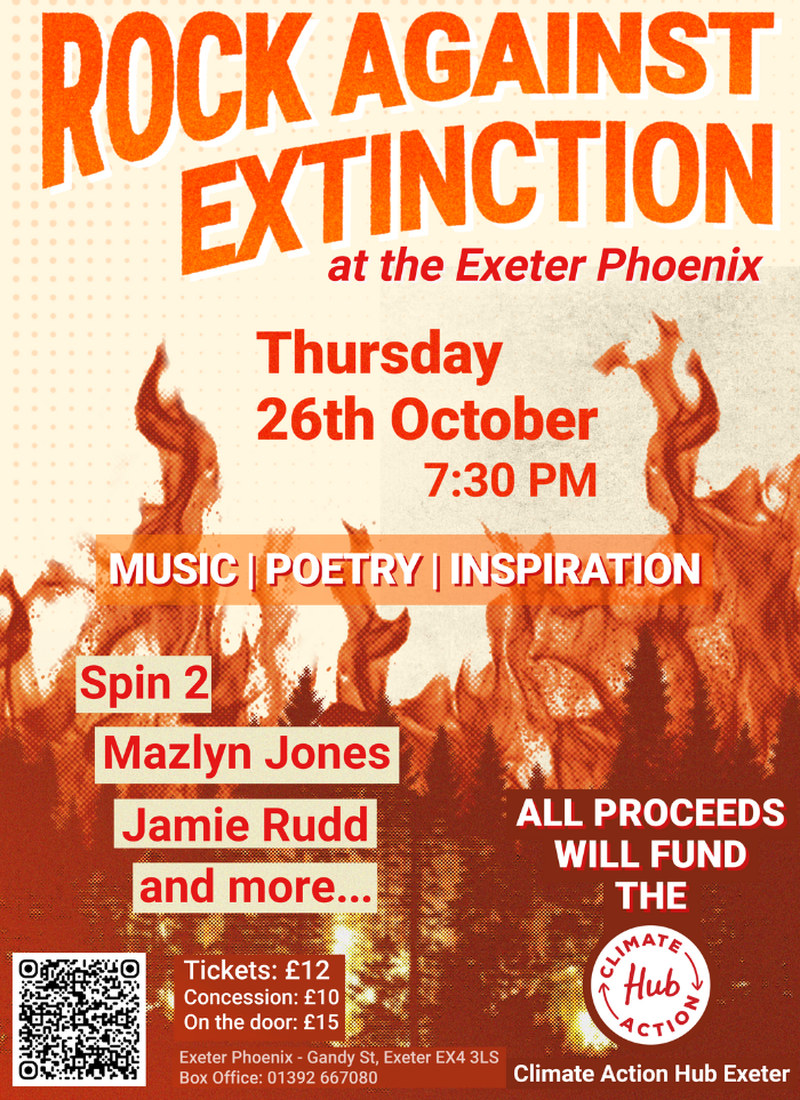 ROCK AGAINST
EXTINCTION
at the Exeter Phoenix
Thursday
26th October
7:30 PM
MUSIC | POETRY | INSPIRATION
Spin 2
Mazlyn Jones
Jamie Rudd
and more...
ALL PROCEEDS
WILL FUND
THE
CLIMATE
Hub
ACTION
Climate Action Hub Exeter
Tickets: £12
Concession: £10
On the door: £15
Exeter Phoenix - Gandy St, Exeter EX4 3LS
Box Office: 01392 667080